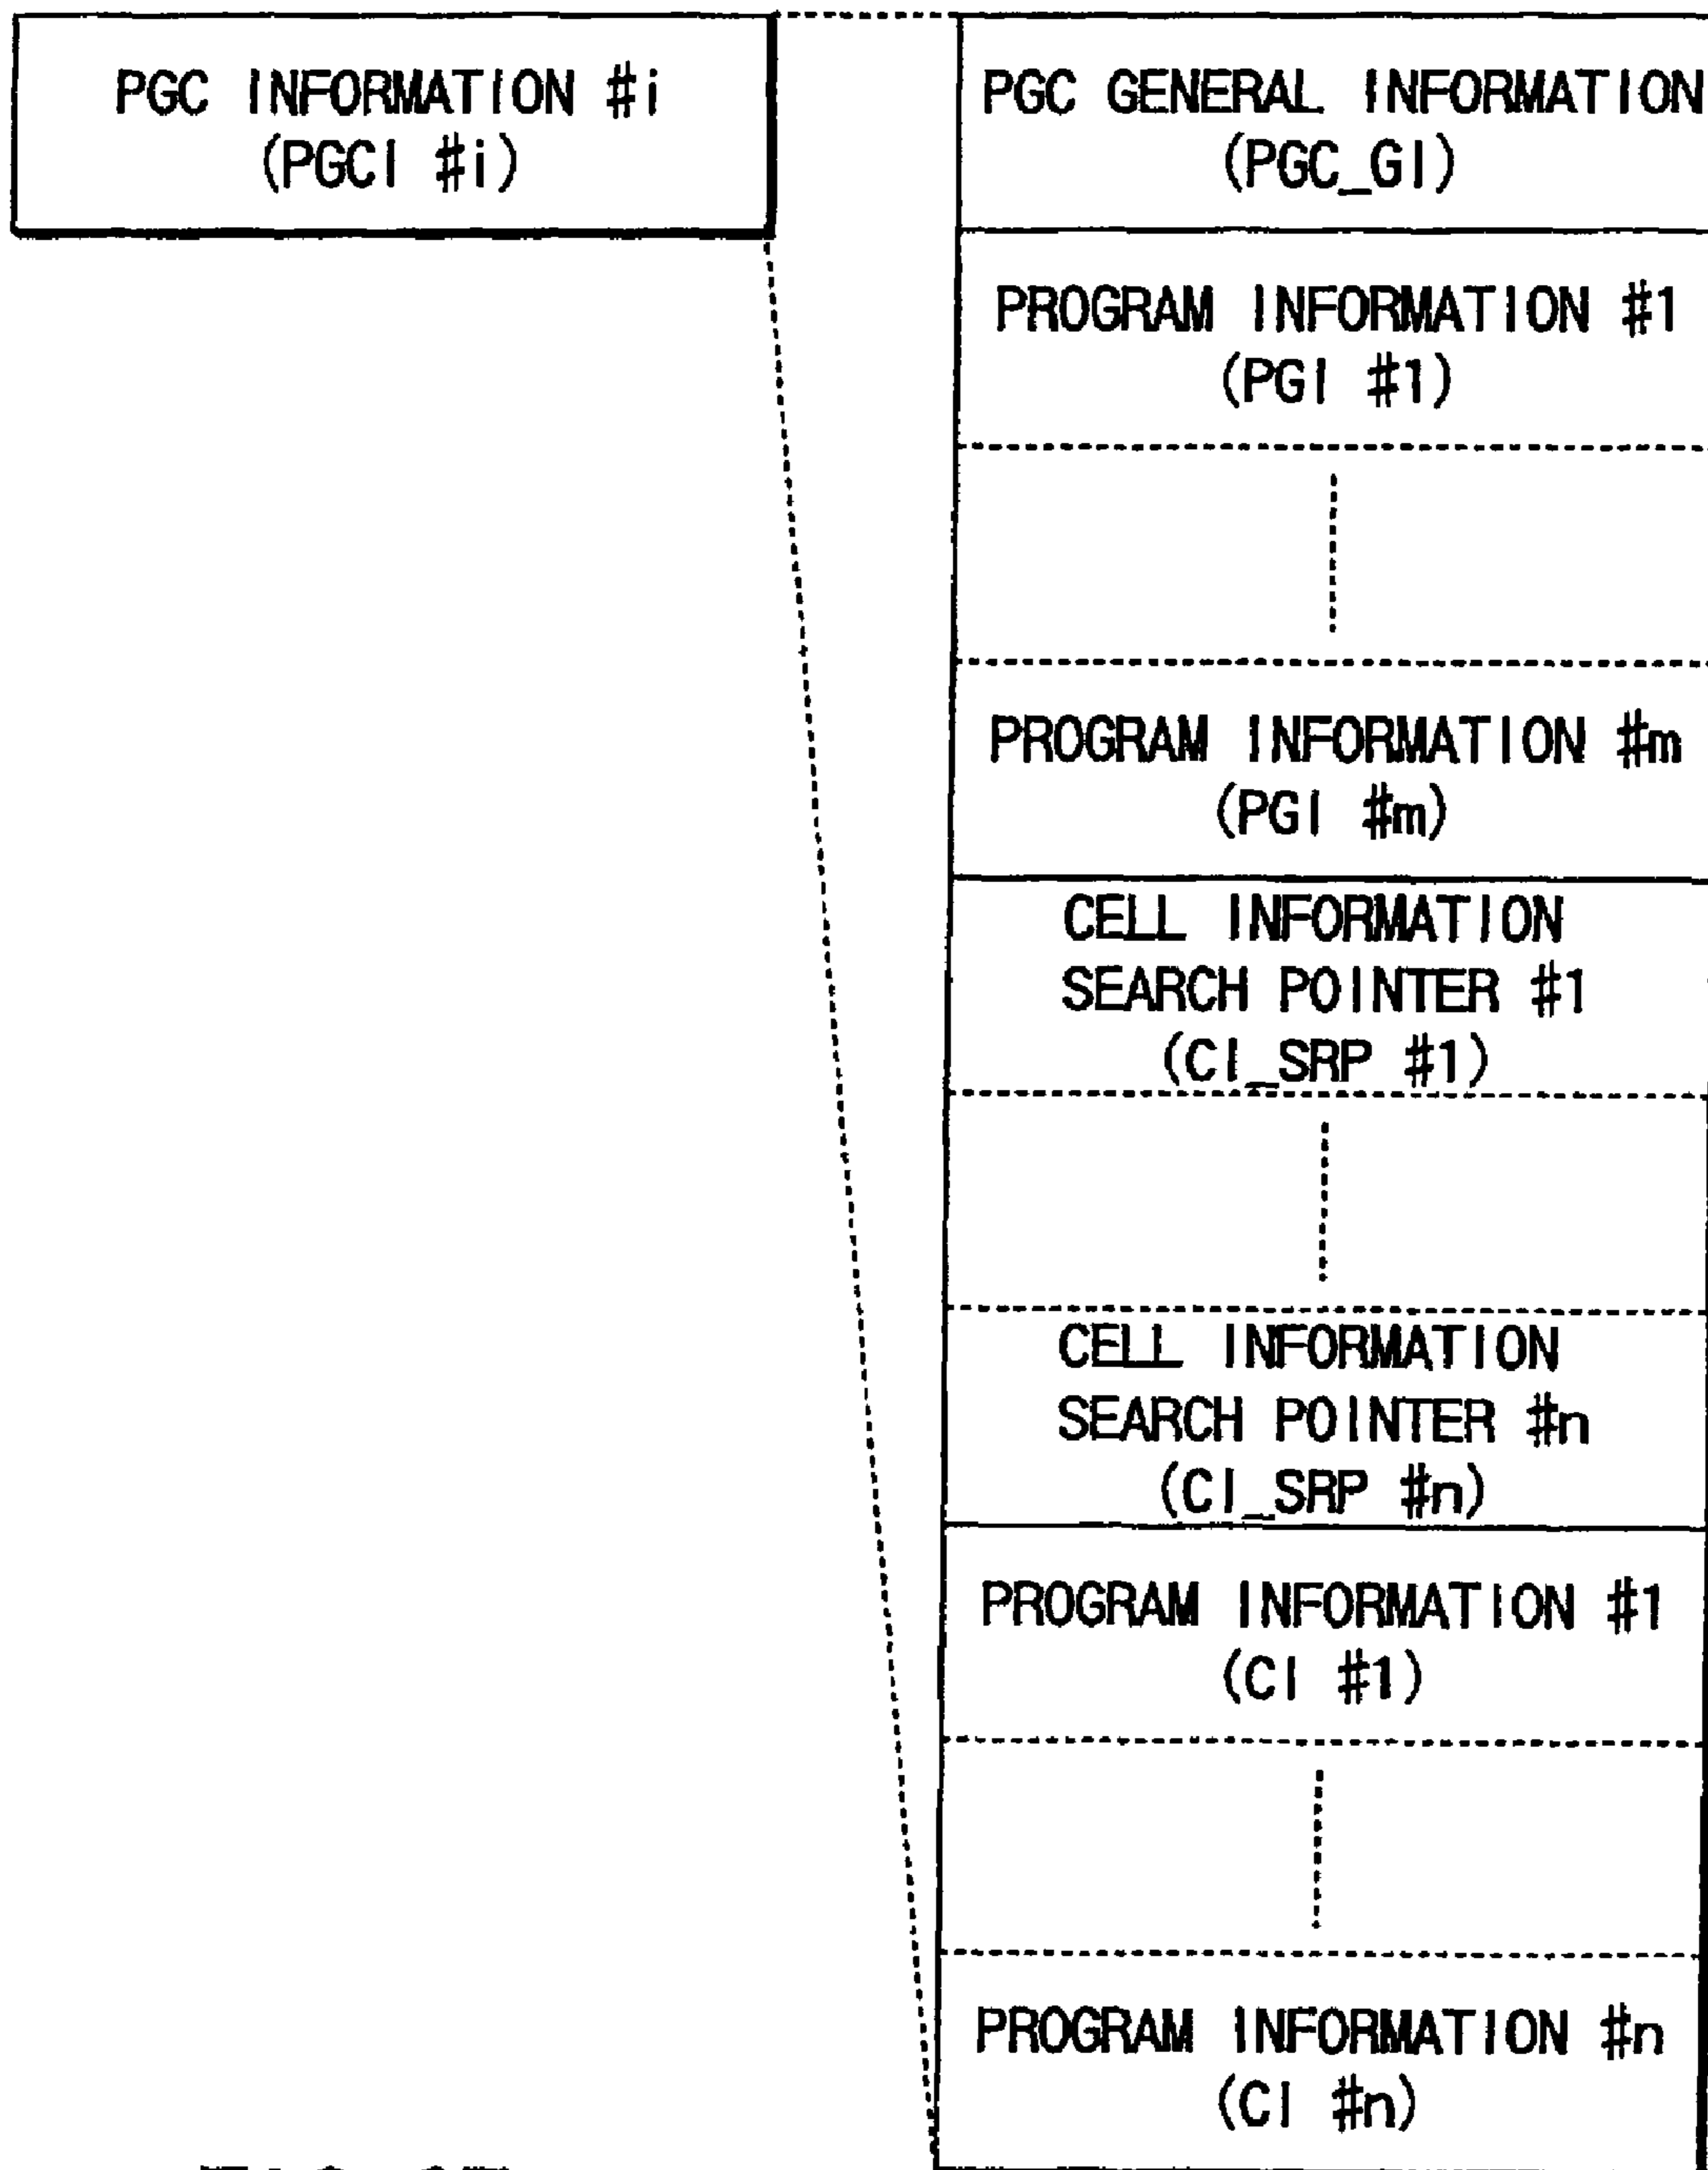 PGC INFORMATION #i
(PGCI #i)
PGC GENERAL INFORMATION
(PGC_GI)
PROGRAM INFORMATION #1
(PGI #1)
PROGRAM INFORMATION #m
(PGI #m)
CELL INFORMATION
SEARCH POINTER #1
(CI_SRP #1)
CELL INFORMATION
SEARCH POINTER #n
(CI_SRP #n)
PROGRAM INFORMATION #1
(CI #1)
PROGRAM INFORMATION #n
(CI #n)